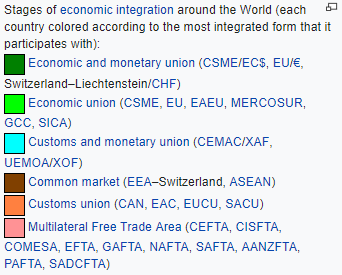 Stages of economic integration around the World (each
country colored according to the most integrated form that it
participates with):
Economic and monetary union (CSME/EC$, EU/€,
Switzerland–Liechtenstein/CHF)
Economic union (CSME, EU, EAEU, MERCOSUR,
GCC, SICA)
Customs and monetary union (CEMAC/XAF,
UEMOA/XOF)
Common market (EEA–Switzerland, ASEAN)
Customs union (CAN, EAC, EUCU, SACU)
Multilateral Free Trade Area (CEFTA, CISFTA,
COMESA, EFTA, GAFTA, NAFTA, SAFTA, AANZFTA,
PAFTA, SADCFTA)